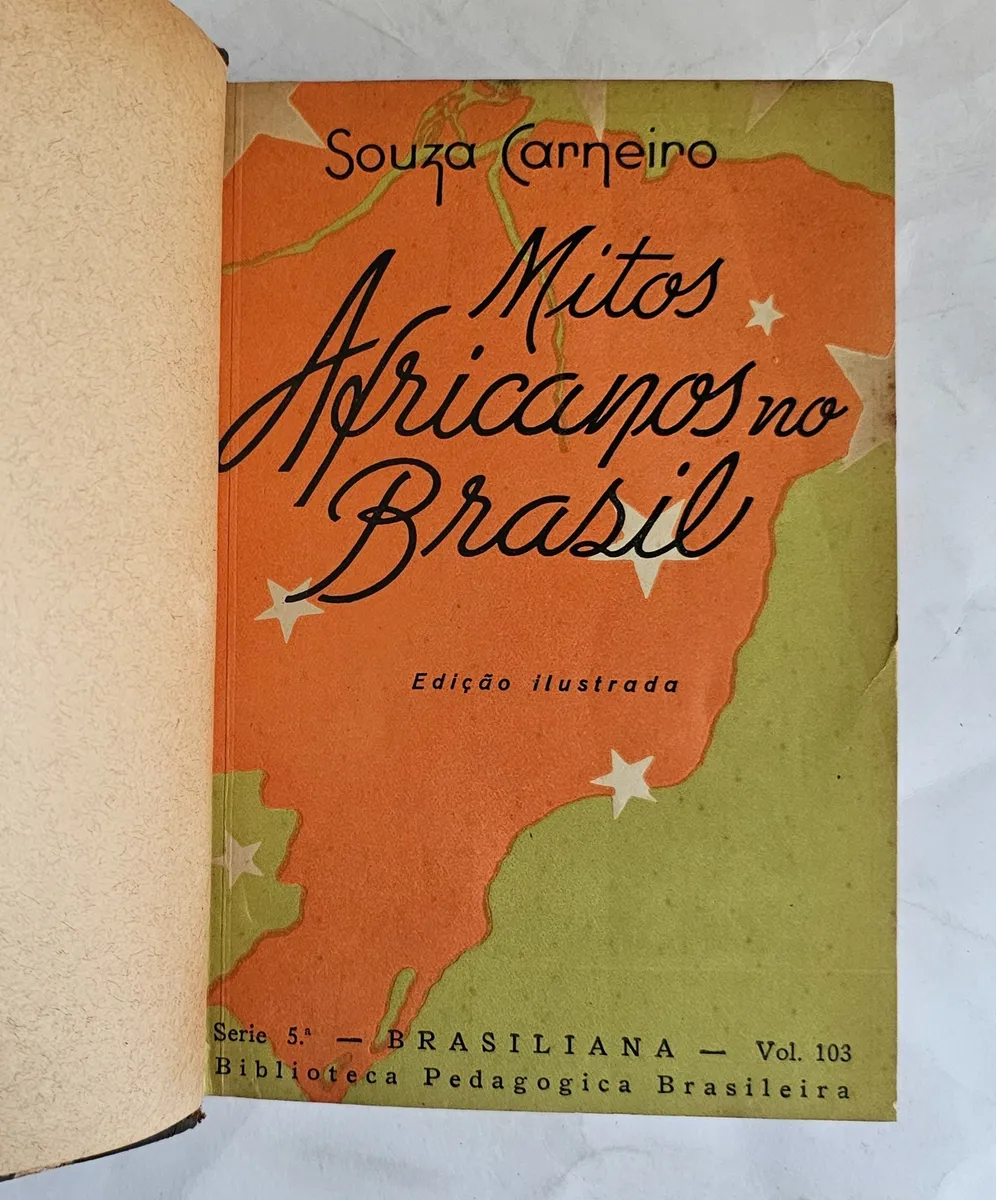 Souza Carneiro
Mitos
Africanos no
Brasil
Edição ilustrada
Serie 5.ª — BRASILIANA — Vol. 103
Biblioteca Pedagogica Brasileira